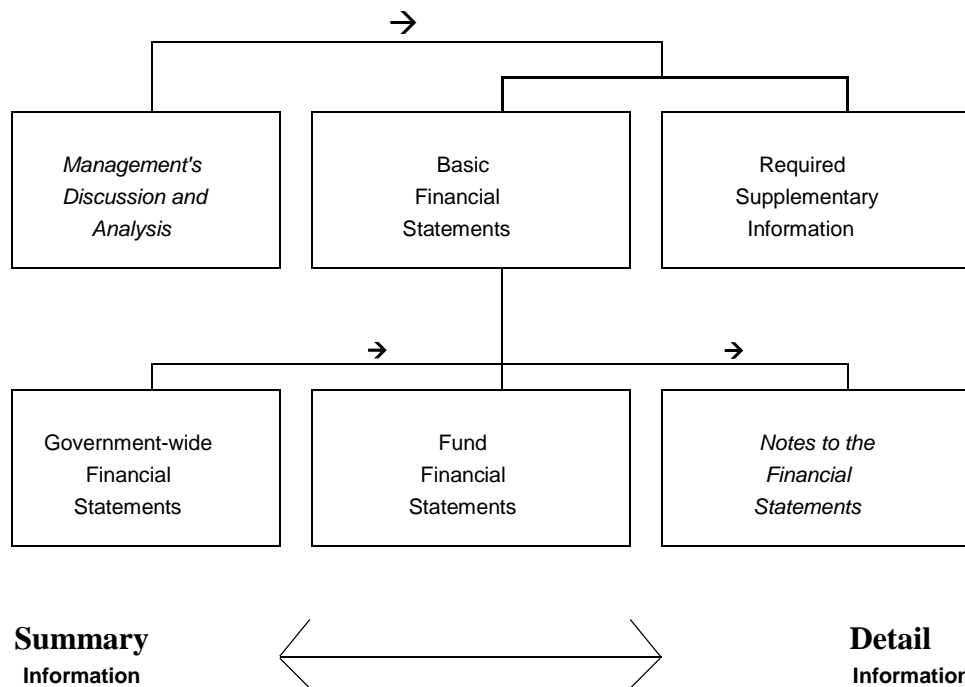 →
Management's
Discussion and
Analysis
Basic
Financial
Statements
Required
Supplementary
Information
→
→
Government-wide
Financial
Statements
Fund
Financial
Statements
Notes to the
Financial
Statements
Summary
Information
Detail
Information